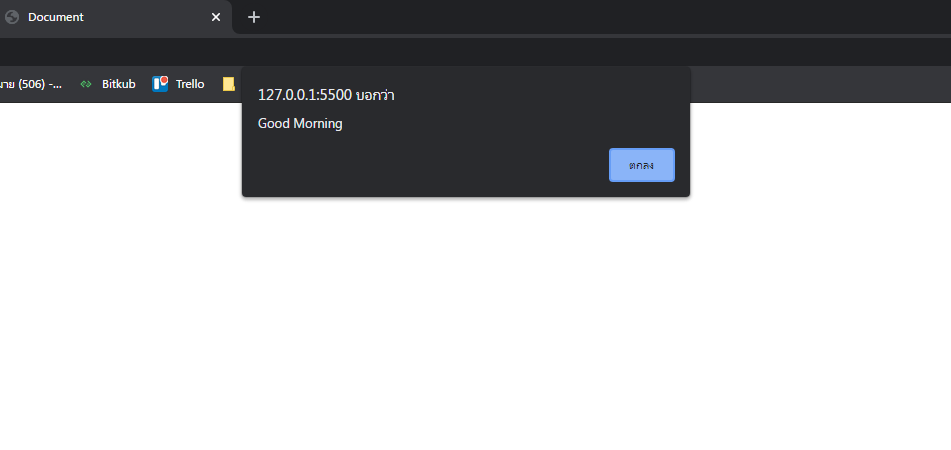 Document
นาย (506) -...
Bitkub
Trello
127.0.0.1:5500 บอกว่า
Good Morning
ตกลง